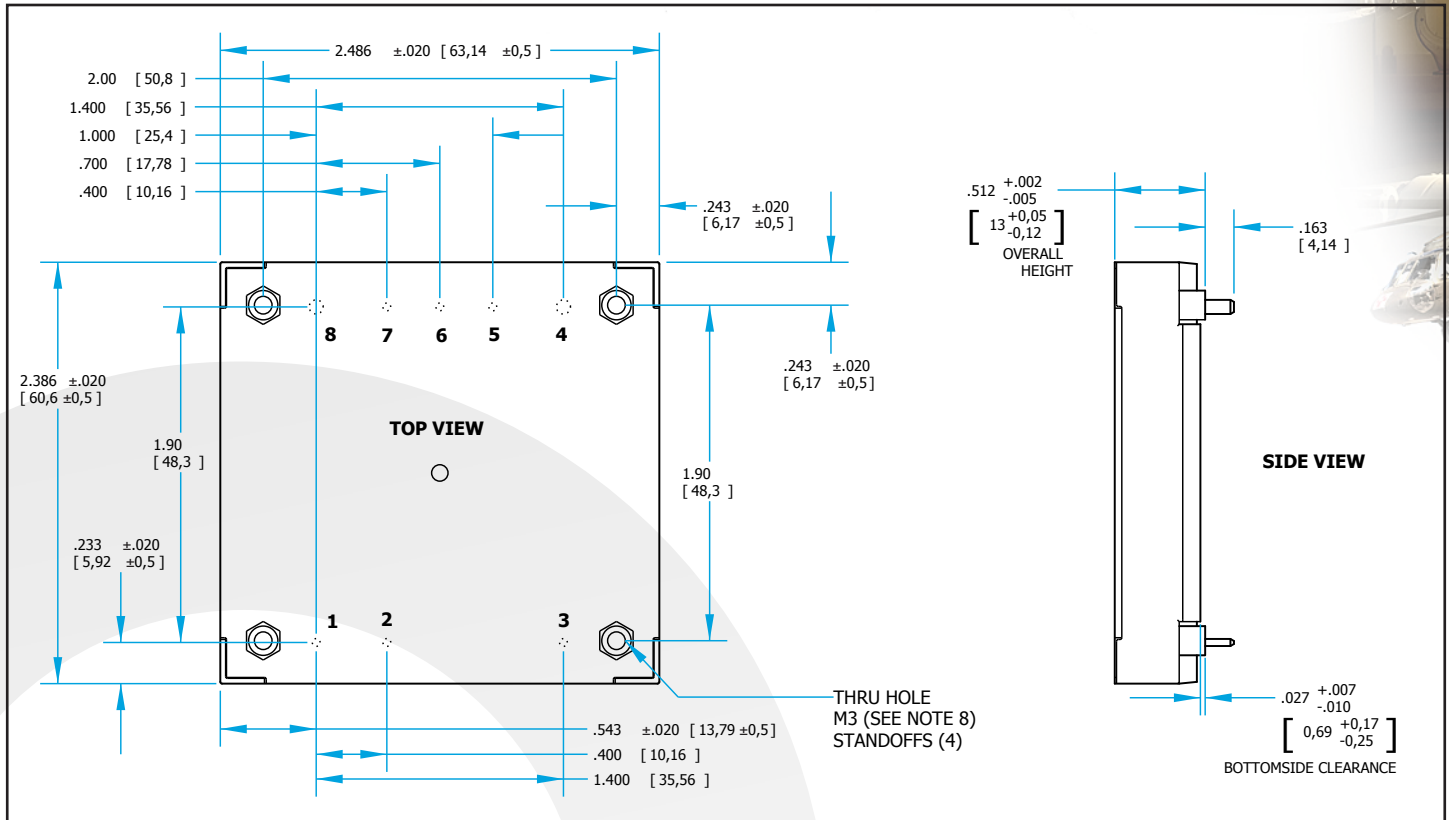 2.486 ±.020 [ 63,14 ±0,5 ]
2.00 [ 50,8 ]
1.400 [ 35,56 ]
1.000 [ 25,4 ]
.700 [ 17,78 ]
.400 [ 10,16 ]
.243 ±.020
[ 6,17 ±0,5 ]
8 7 6 5 4
.243 ±.020
[ 6,17 ±0,5 ]
2.386 ±.020
[ 60,6 ±0,5 ]
TOP VIEW
1.90
[ 48,3 ]
1.90
[ 48,3 ]
.233 ±.020
[ 5,92 ±0,5 ]
1 2 3
THRU HOLE
M3 (SEE NOTE 8)
STANDOFFS (4)
.543 ±.020 [ 13,79 ±0,5 ]
.400 [ 10,16 ]
1.400 [ 35,56 ]
.512 +.002
-.005
[ 13 +0,05
-0,12 ]
OVERALL
HEIGHT
.163
[ 4,14 ]
SIDE VIEW
.027 +.007
-.010
[ 0,69 +0,17
-0,25 ]
BOTTOMSIDE CLEARANCE